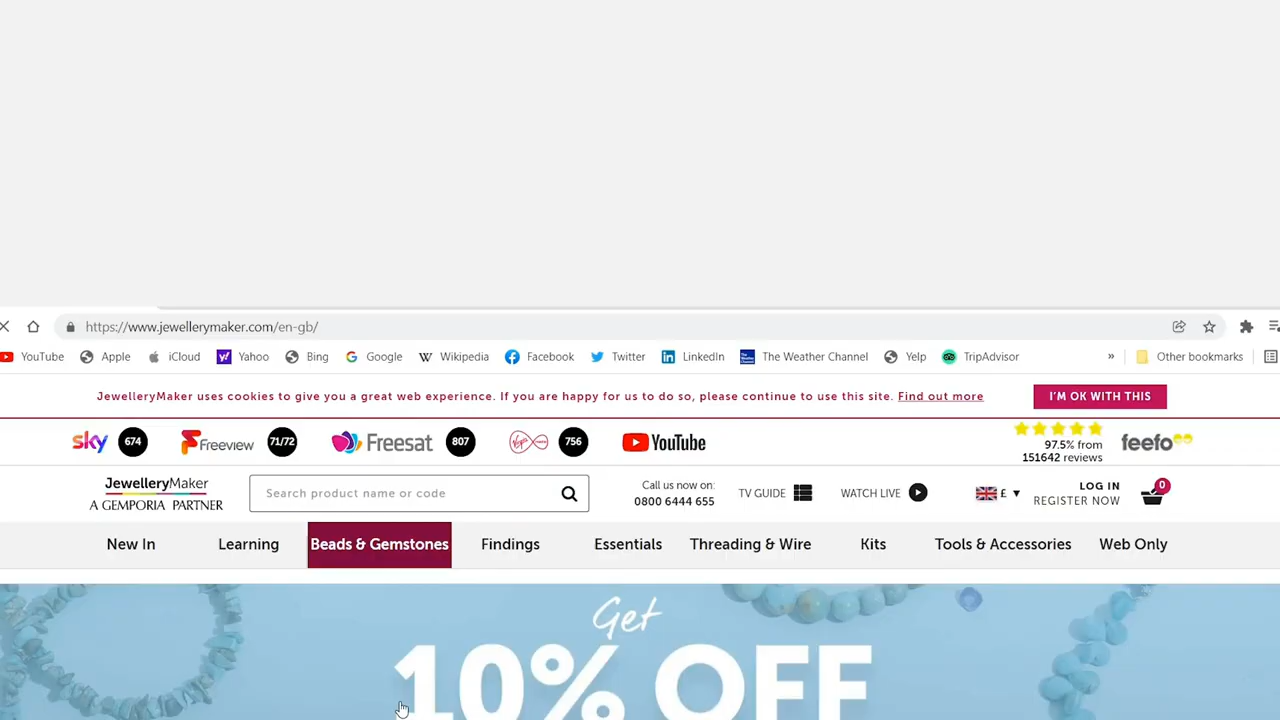 https://www.jewellerymaker.com/en-gb/
YouTube Apple iCloud Yahoo Bing Google Wikipedia Facebook Twitter LinkedIn The Weather Channel Yelp TripAdvisor » Other bookmarks
JewelleryMaker uses cookies to give you a great web experience. If you are happy for us to do so, please continue to use this site. Find out more I'M OK WITH THIS
sky 674 Freeview 71/72 Freesat 807 Virgin 756 YouTube
97.5% from
151642 reviews
feefo
JewelleryMaker
A GEMPORIA PARTNER
Search product name or code
Call us now on:
0800 6444 655
TV GUIDE WATCH LIVE £
LOG IN
REGISTER NOW
0
New In Learning Beads & Gemstones Findings Essentials Threading & Wire Kits Tools & Accessories Web Only
Get
10% OFF